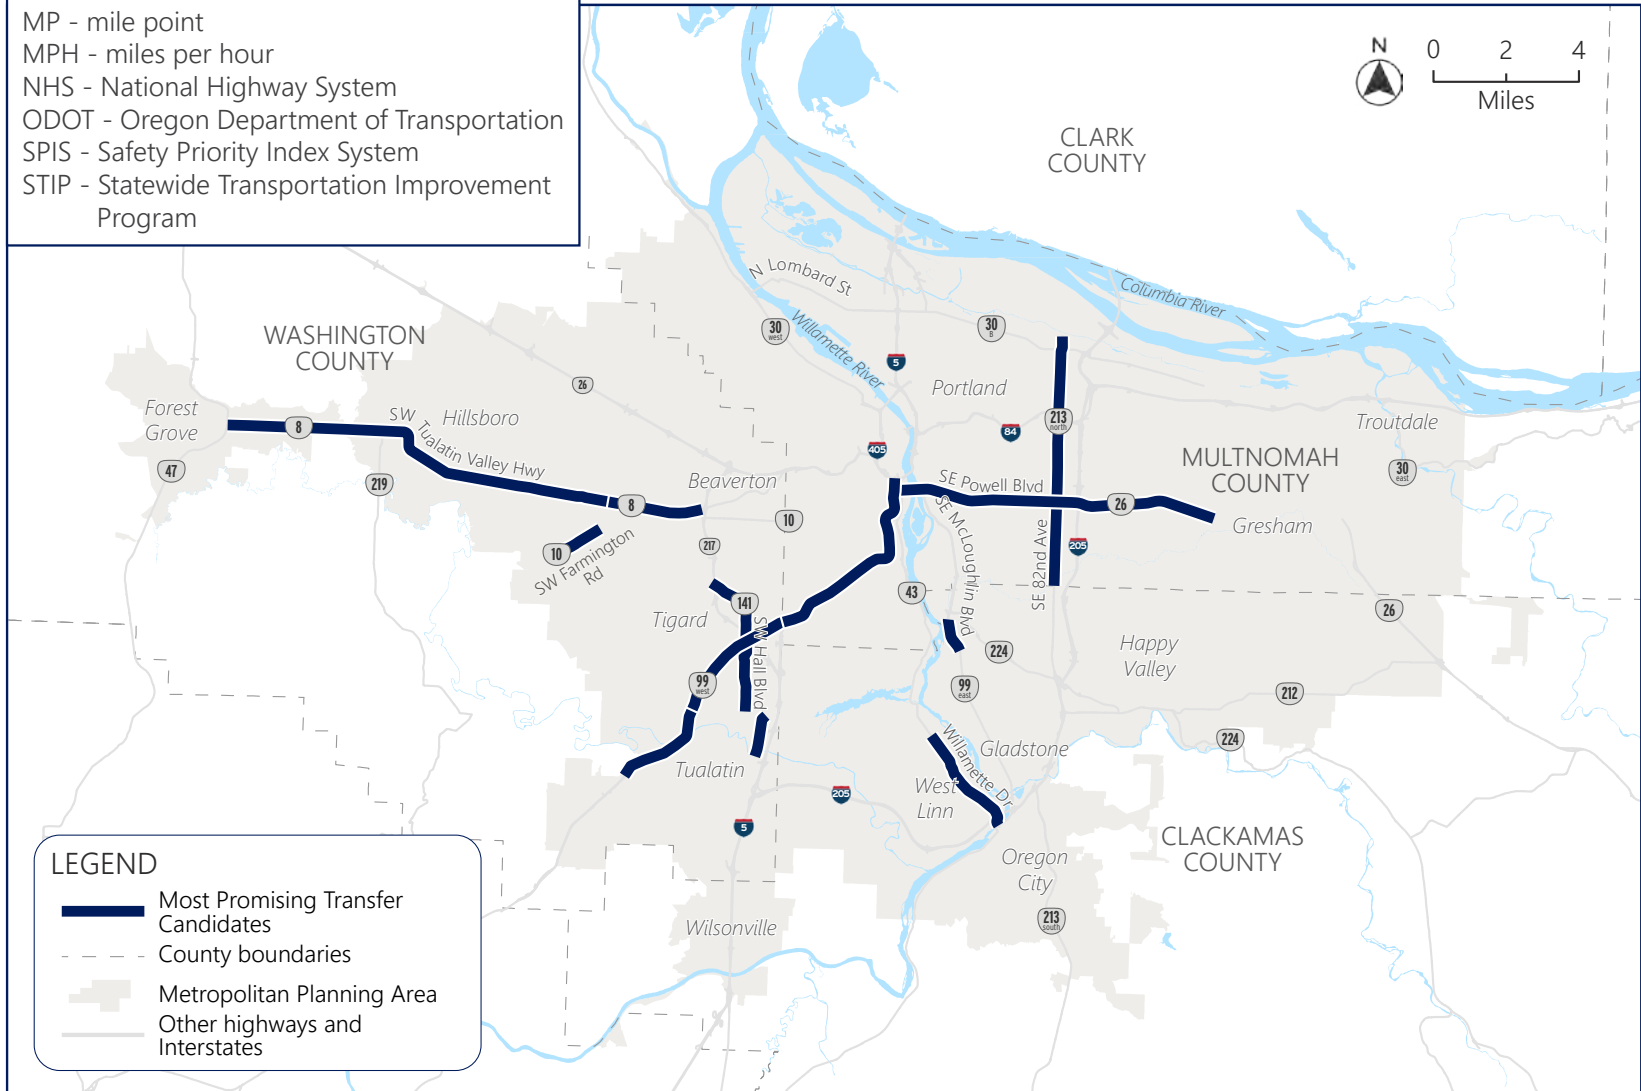 MP - mile point
MPH - miles per hour
NHS - National Highway System
ODOT - Oregon Department of Transportation
SPIS - Safety Priority Index System
STIP - Statewide Transportation Improvement
Program
N
0 2 4
Miles
CLARK
COUNTY
N Lombard St
Columbia River
30
west
Willamette River
30
B
5
WASHINGTON
COUNTY
26
Portland
Forest
Grove
8
SW Tualatin Valley Hwy
Hillsboro
213
north
84
Troutdale
405
MULTNOMAH
COUNTY
47
219
Beaverton
SE Powell Blvd
30
east
8
10
26
Gresham
10
SW Farmington
Rd
217
SE McLoughlin Blvd
SE 82nd Ave
205
43
141
26
Tigard
SW Hall Blvd
224
Happy
Valley
99
west
99
east
212
Willamette Dr
Gladstone
224
Tualatin
West
Linn
205
5
CLACKAMAS
COUNTY
Oregon
City
213
south
Wilsonville
LEGEND
Most Promising Transfer
Candidates
County boundaries
Metropolitan Planning Area
Other highways and
Interstates